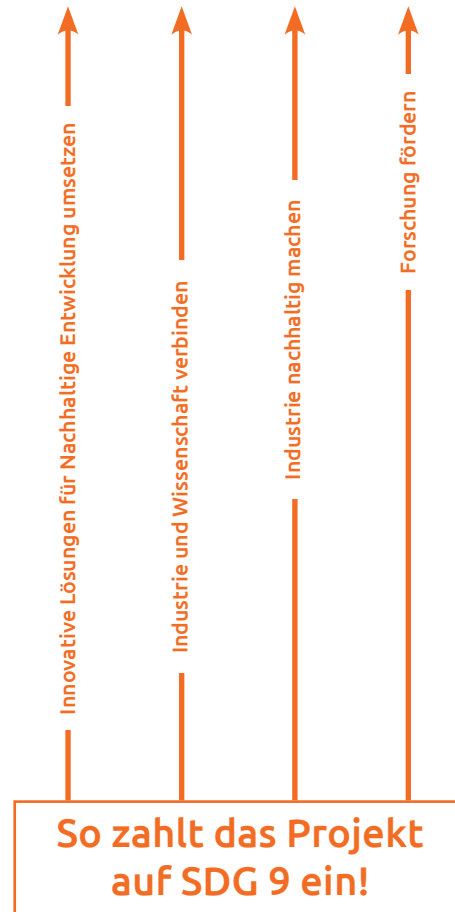 Innovative Lösungen für Nachhaltige Entwicklung umsetzen
Industrie und Wissenschaft verbinden
Industrie nachhaltig machen
Forschung fördern
So zahlt das Projekt
auf SDG 9 ein!